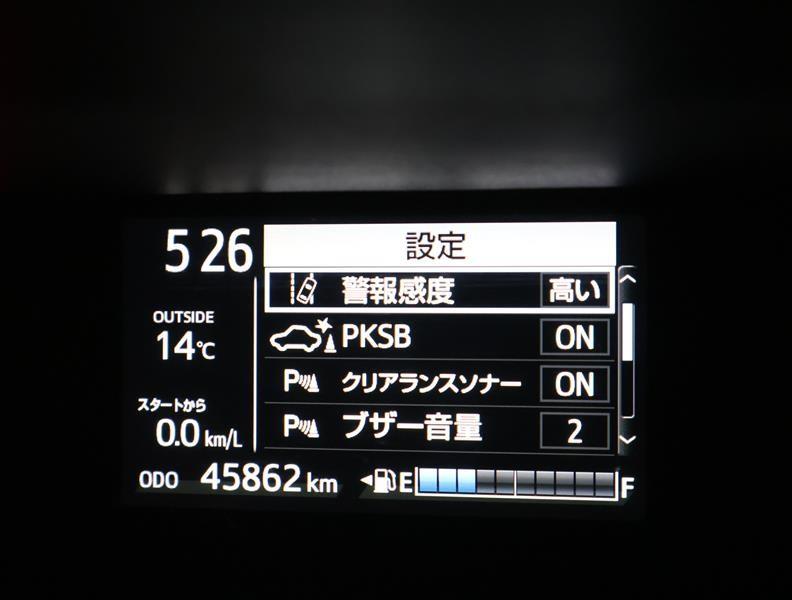 5 26
設定
警報感度 高い
OUTSIDE
14℃
PKSB ON
P クリアランスソナー ON
スタートから
0.0 km/L
P ブザー音量 2
ODO 45862 km E F